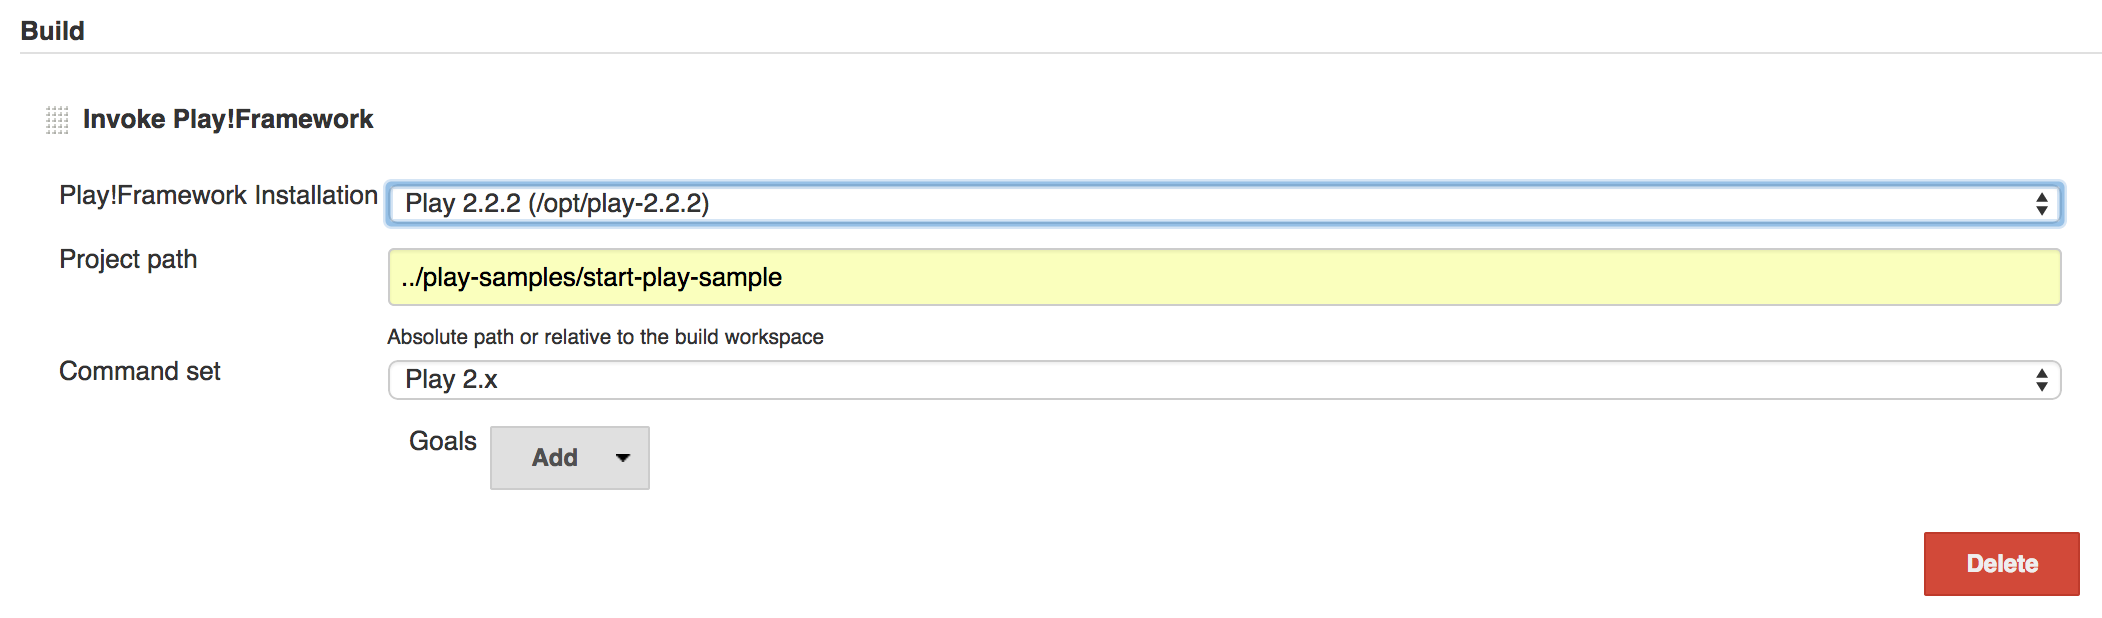 Build
Invoke Play!Framework
Play!Framework Installation
Play 2.2.2 (/opt/play-2.2.2)
Project path
../play-samples/start-play-sample
Absolute path or relative to the build workspace
Command set
Play 2.x
Goals
Add
Delete